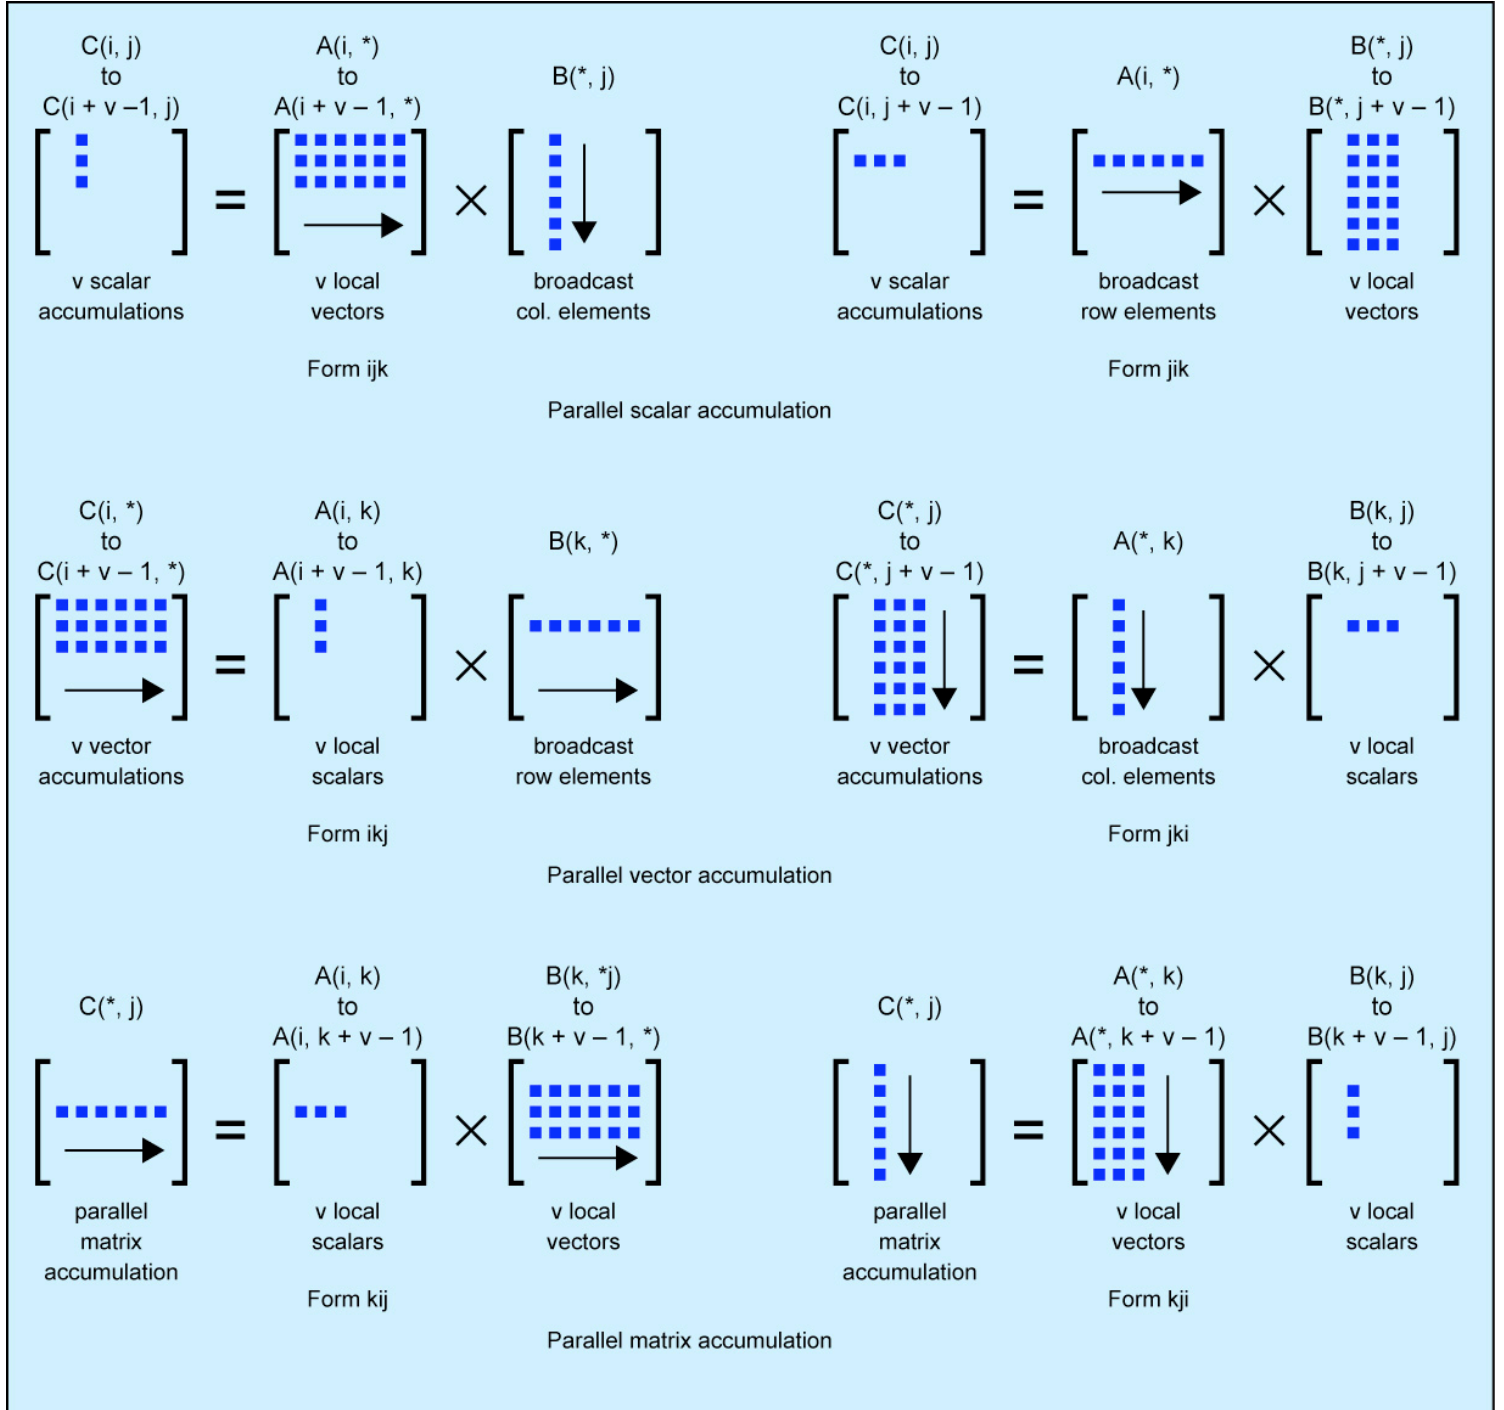 C(i, j)
to
C(i + v –1, j)
A(i, *)
to
A(i + v – 1, *)
B(*, j)
=
×
v scalar
accumulations
v local
vectors
broadcast
col. elements
Form ijk
C(i, j)
to
C(i, j + v – 1)
A(i, *)
B(*, j)
to
B(*, j + v – 1)
=
×
v scalar
accumulations
broadcast
row elements
v local
vectors
Form jik
Parallel scalar accumulation
C(i, *)
to
C(i + v – 1, *)
A(i, k)
to
A(i + v – 1, k)
B(k, *)
=
×
v vector
accumulations
v local
scalars
broadcast
row elements
Form ikj
C(*, j)
to
C(*, j + v – 1)
A(*, k)
B(k, j)
to
B(k, j + v – 1)
=
×
v vector
accumulations
broadcast
col. elements
v local
scalars
Form jki
Parallel vector accumulation
C(*, j)
A(i, k)
to
A(i, k + v – 1)
B(k, *j)
to
B(k + v – 1, *)
=
×
parallel
matrix
accumulation
v local
scalars
v local
vectors
Form kij
C(*, j)
A(*, k)
to
A(*, k + v – 1)
B(k, j)
to
B(k + v – 1, j)
=
×
parallel
matrix
accumulation
v local
vectors
v local
scalars
Form kji
Parallel matrix accumulation